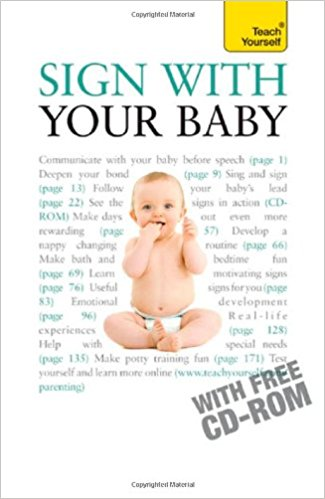 Copyrighted Material
Teach®
Yourself
SIGN WITH
YOUR BABY
Communicate with your baby before speech (page 1)
Deepen your bond (page 9) Sing and sign
(page 13) Follow your baby's lead
(page 22) See the signs in action (CD-
ROM) Make days out even more
rewarding (page 57) Develop a
nappy changing routine (page 66)
Make bath and bedtime fun
(page 69) Learn motivating signs
(page 76) Useful signs for you (page
83) Emotional development
(page 96) Real-life
experiences (page 128)
Help with special needs
(page 135) Make potty training fun (page 171) Test
yourself and learn more online (www.teachyourself.com/
parenting)
WITH FREE
CD-ROM
Copyrighted Material